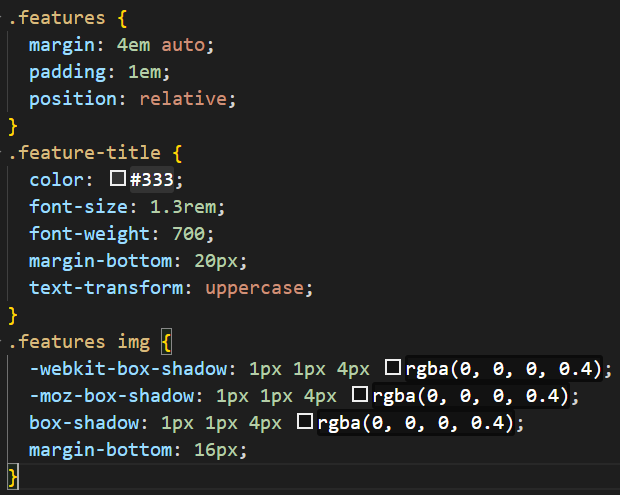 .features {
margin: 4em auto;
padding: 1em;
position: relative;
}
.feature-title {
color: #333;
font-size: 1.3rem;
font-weight: 700;
margin-bottom: 20px;
text-transform: uppercase;
}
.features img {
-webkit-box-shadow: 1px 1px 4px rgba(0, 0, 0, 0.4);
-moz-box-shadow: 1px 1px 4px rgba(0, 0, 0, 0.4);
box-shadow: 1px 1px 4px rgba(0, 0, 0, 0.4);
margin-bottom: 16px;
}